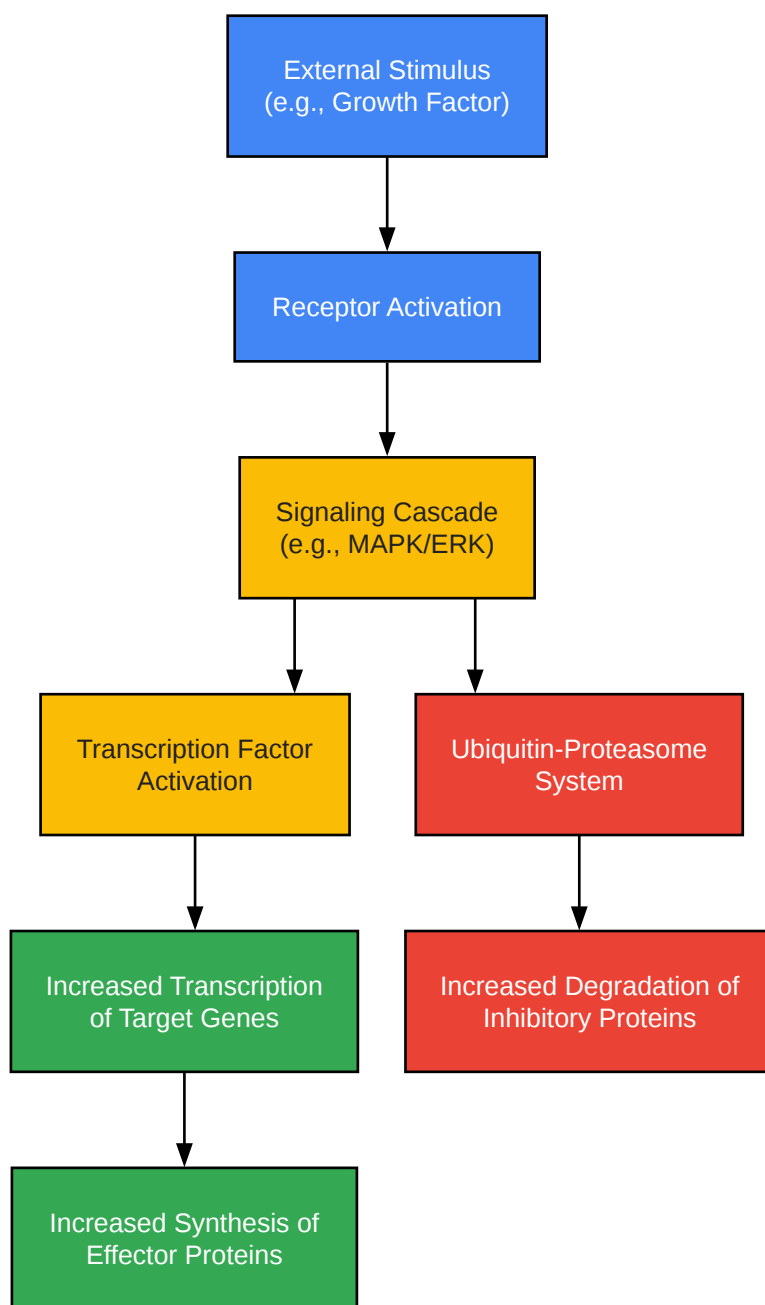 External Stimulus
(e.g., Growth Factor)
Receptor Activation
Signaling Cascade
(e.g., MAPK/ERK)
Transcription Factor
Activation
Ubiquitin-Proteasome
System
Increased Transcription
of Target Genes
Increased Degradation of
Inhibitory Proteins
Increased Synthesis of
Effector Proteins